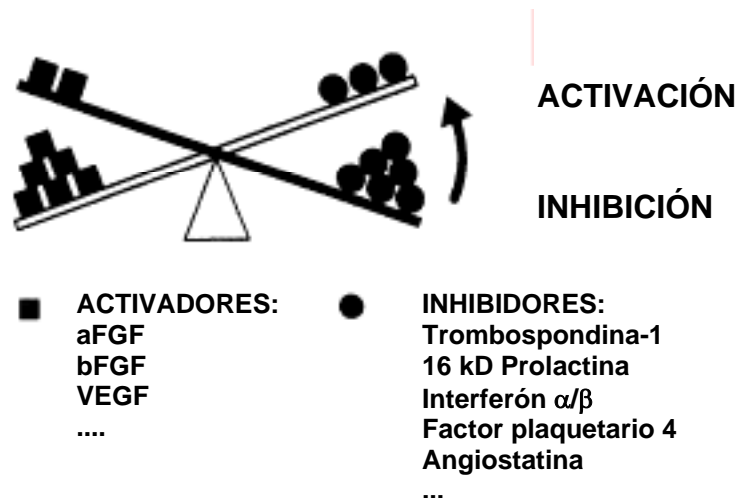 ACTIVACIÓN
INHIBICIÓN
ACTIVADORES:
aFGF
bFGF
VEGF
....
INHIBIDORES:
Trombospondina-1
16 kD Prolactina
Interferón α/β
Factor plaquetario 4
Angiostatina
...